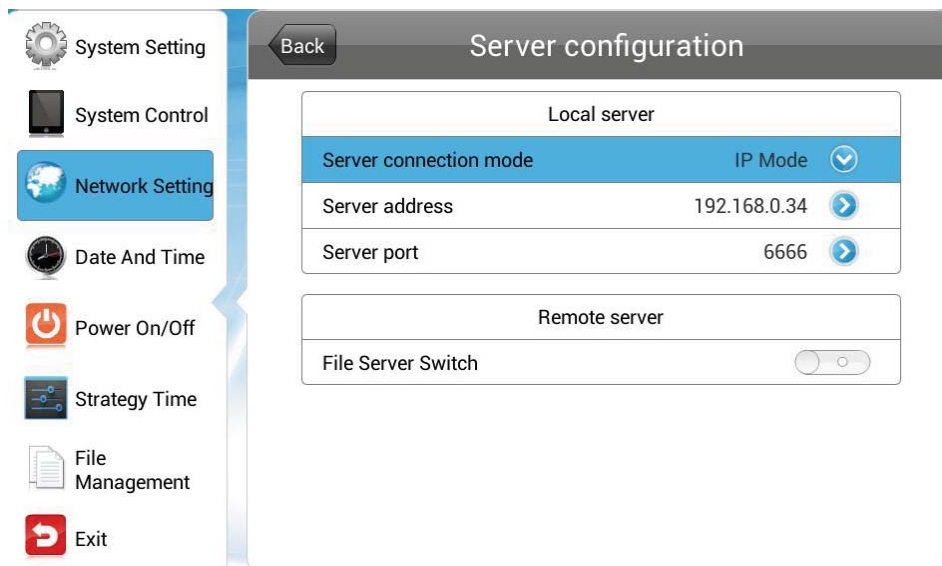 System Setting
System Control
Network Setting
Date And Time
Power On/Off
Strategy Time
File
Management
Exit
Back
Server configuration
Local server
Server connection mode IP Mode
Server address 192.168.0.34
Server port 6666
Remote server
File Server Switch